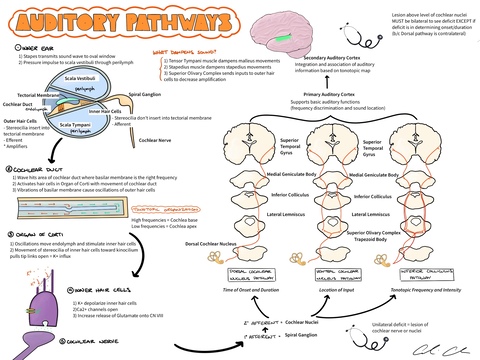 AUDITORY PATHWAYS
① INNER EAR
1) Stapes transmits sound wave to oval window
2) Pressure impulse to scala vestibuli through perilymph
Scala Vestibuli
perilymph
Tectorial Membrane
Cochlear Duct
endolymph
Outer Hair Cells
- Stereocilia insert into
tectorial membrane
- Efferent
* Amplifiers
Spiral Ganglion
Inner Hair Cells
- Stereocilia don't insert into tectorial membrane
- Afferent
Scala Tympani
perilymph
Cochlear Nerve
WHAT DAMPENS SOUND?
1) Tensor Tympani muscle dampens malleus movements
2) Stapedius muscle dampens stapedius movements
3) Superior Olivary Complex sends inputs to outer hair
cells to decrease amplification
② COCHLEAR DUCT
1) Wave hits area of cochlear duct where basilar membrane is the right frequency
2) Activates hair cells in Organ of Corti with movement of cochlear duct
3) Vibrations of basilar membrane cause oscillations of outer hair cells
TONOTOPIC ORGANIZATION
High frequencies = Cochlea base
Low frequencies = Cochlea apex
③ ORGAN OF CORTI
1) Oscillations move endolymph and stimulate inner hair cells
2) Movement of stereocilia of inner hair cells toward kinocilium
pulls tip links open = K+ influx
④ INNER HAIR CELLS
1) K+ depolarize inner hair cells
2) Ca2+ channels open
3) Increase release of Glutamate onto CN VIII
⑤ COCHLEAR NERVE
Lesion above level of cochlear nuclei
MUST be bilateral to see deficit EXCEPT if
deficit is in determining onset/duration
(b/c Dorsal pathway is contralateral)
Secondary Auditory Cortex
Integration and association of auditory
information based on tonotopic map
Primary Auditory Cortex
Supports basic auditory functions
(frequency discrimination and sound location)
Superior
Temporal
Gyrus
Superior
Temporal
Gyrus
Medial Geniculate Body
Medial Geniculate Body
Inferior Colliculus
Inferior Colliculus
Lateral Lemniscus
Lateral Lemniscus
Superior Olivary Complex
Trapezoid Body
Dorsal Cochlear Nucleus
DORSAL COCHLEAR
NUCLEUS PATHWAY
VENTRAL COCHLEAR
NUCLEUS PATHWAY
INFERIOR COLLICULUS
PATHWAY
Time of Onset and Duration
Location of Input
Tonotopic Frequency and Intensity
2° AFFERENT = Cochlear Nuclei
1° AFFERENT = Spiral Ganglion
Unilateral deficit = lesion of
cochlear nerve or nuclei